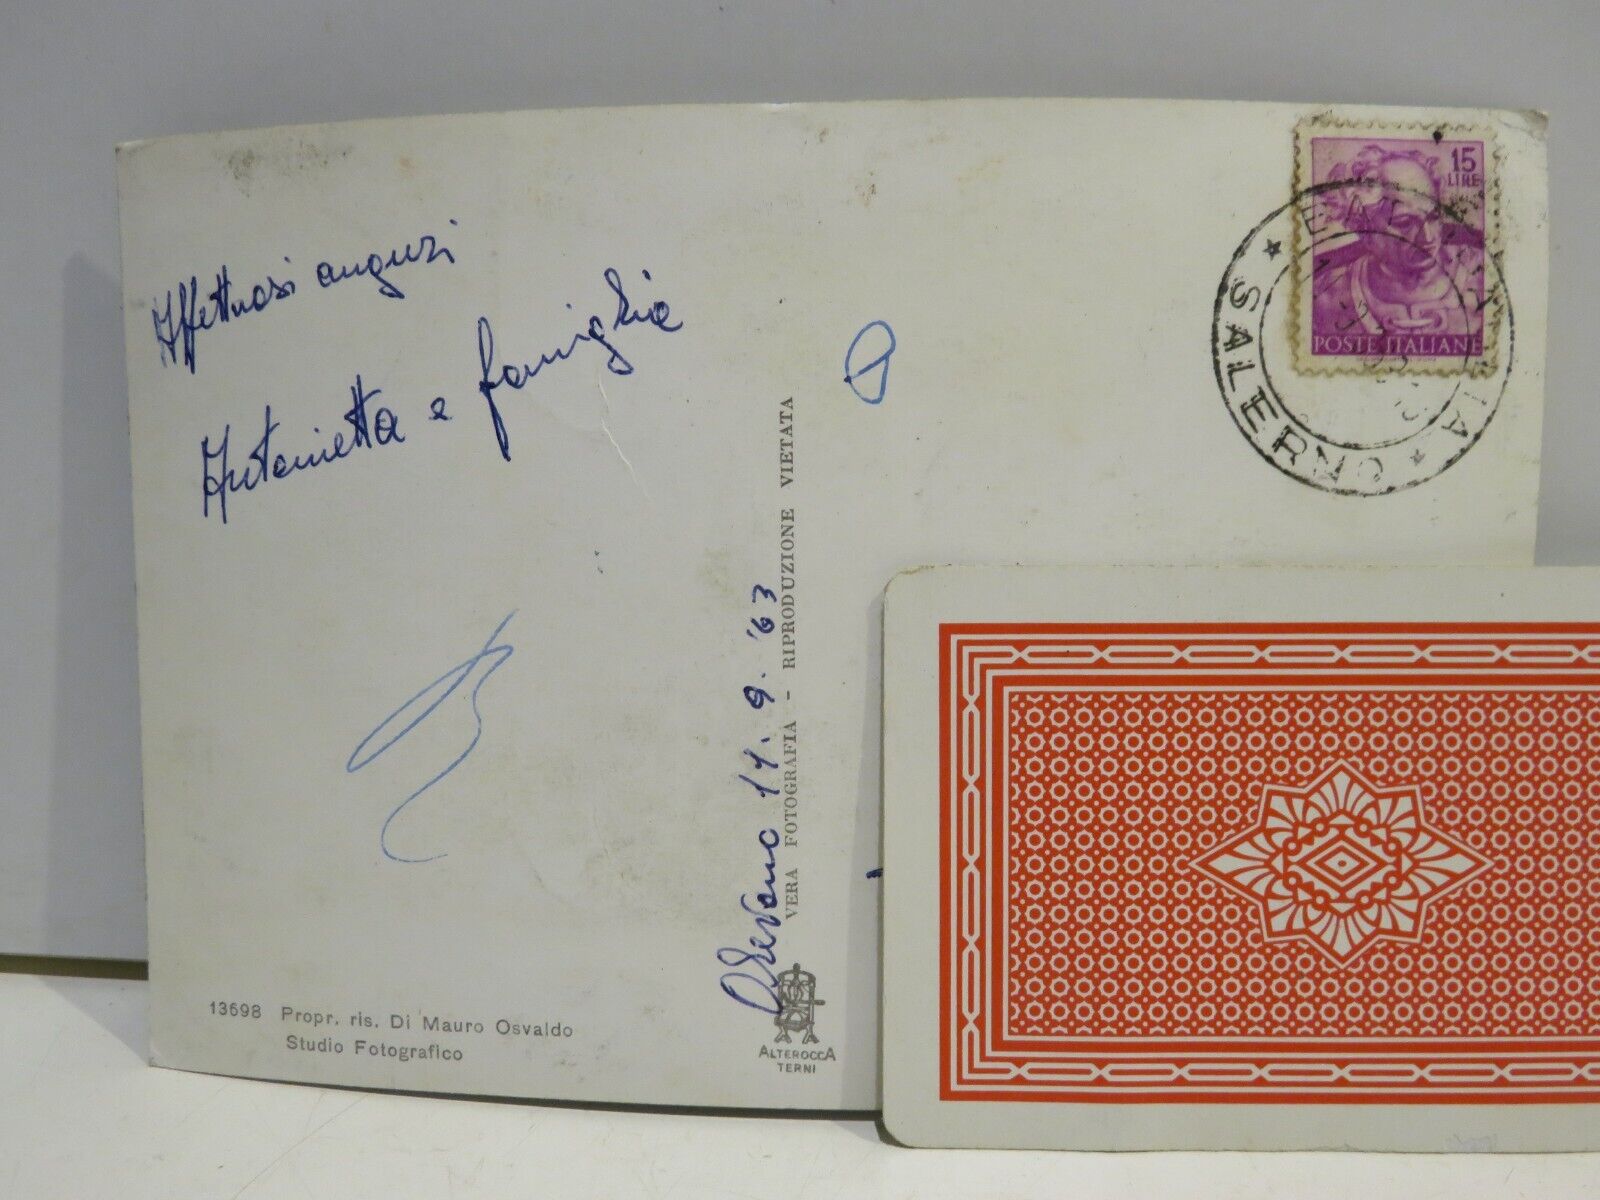 Affettuosi auguri
Antonietta e famiglia
Olevano 11.9.'63
VERA FOTOGRAFIA - RIPRODUZIONE VIETATA
13698 Propr. ris. Di Mauro Osvaldo
Studio Fotografico
ALTEROCCA
TERNI
15
LIRE
POSTE ITALIANE
SALERNO